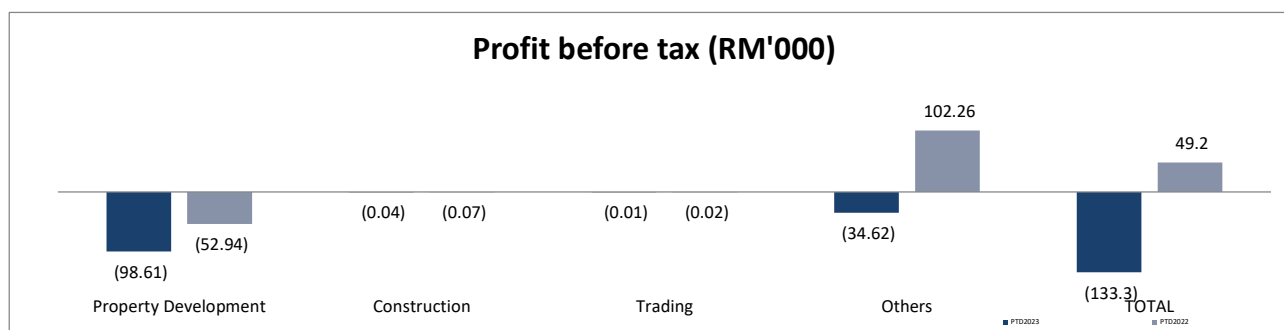 Profit before tax (RM'000)
102.26
49.2
(0.04) (0.07) (0.01) (0.02)
(34.62)
(52.94)
(98.61)
(133.3)
Property Development Construction Trading Others TOTAL
PTD2023 PTD2022